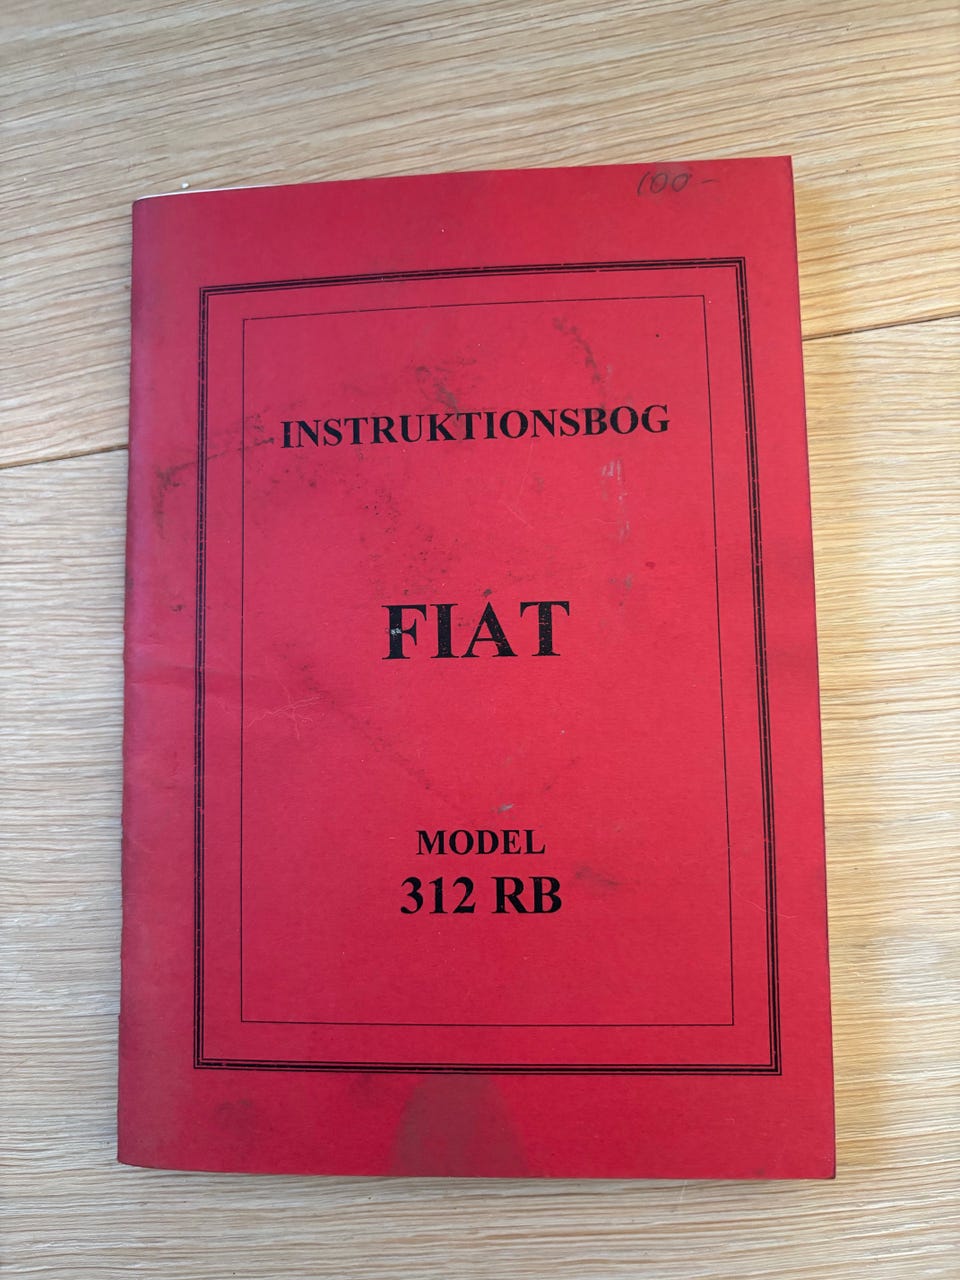 100-
INSTRUKTIONSBOG
FIAT
MODEL
312 RB